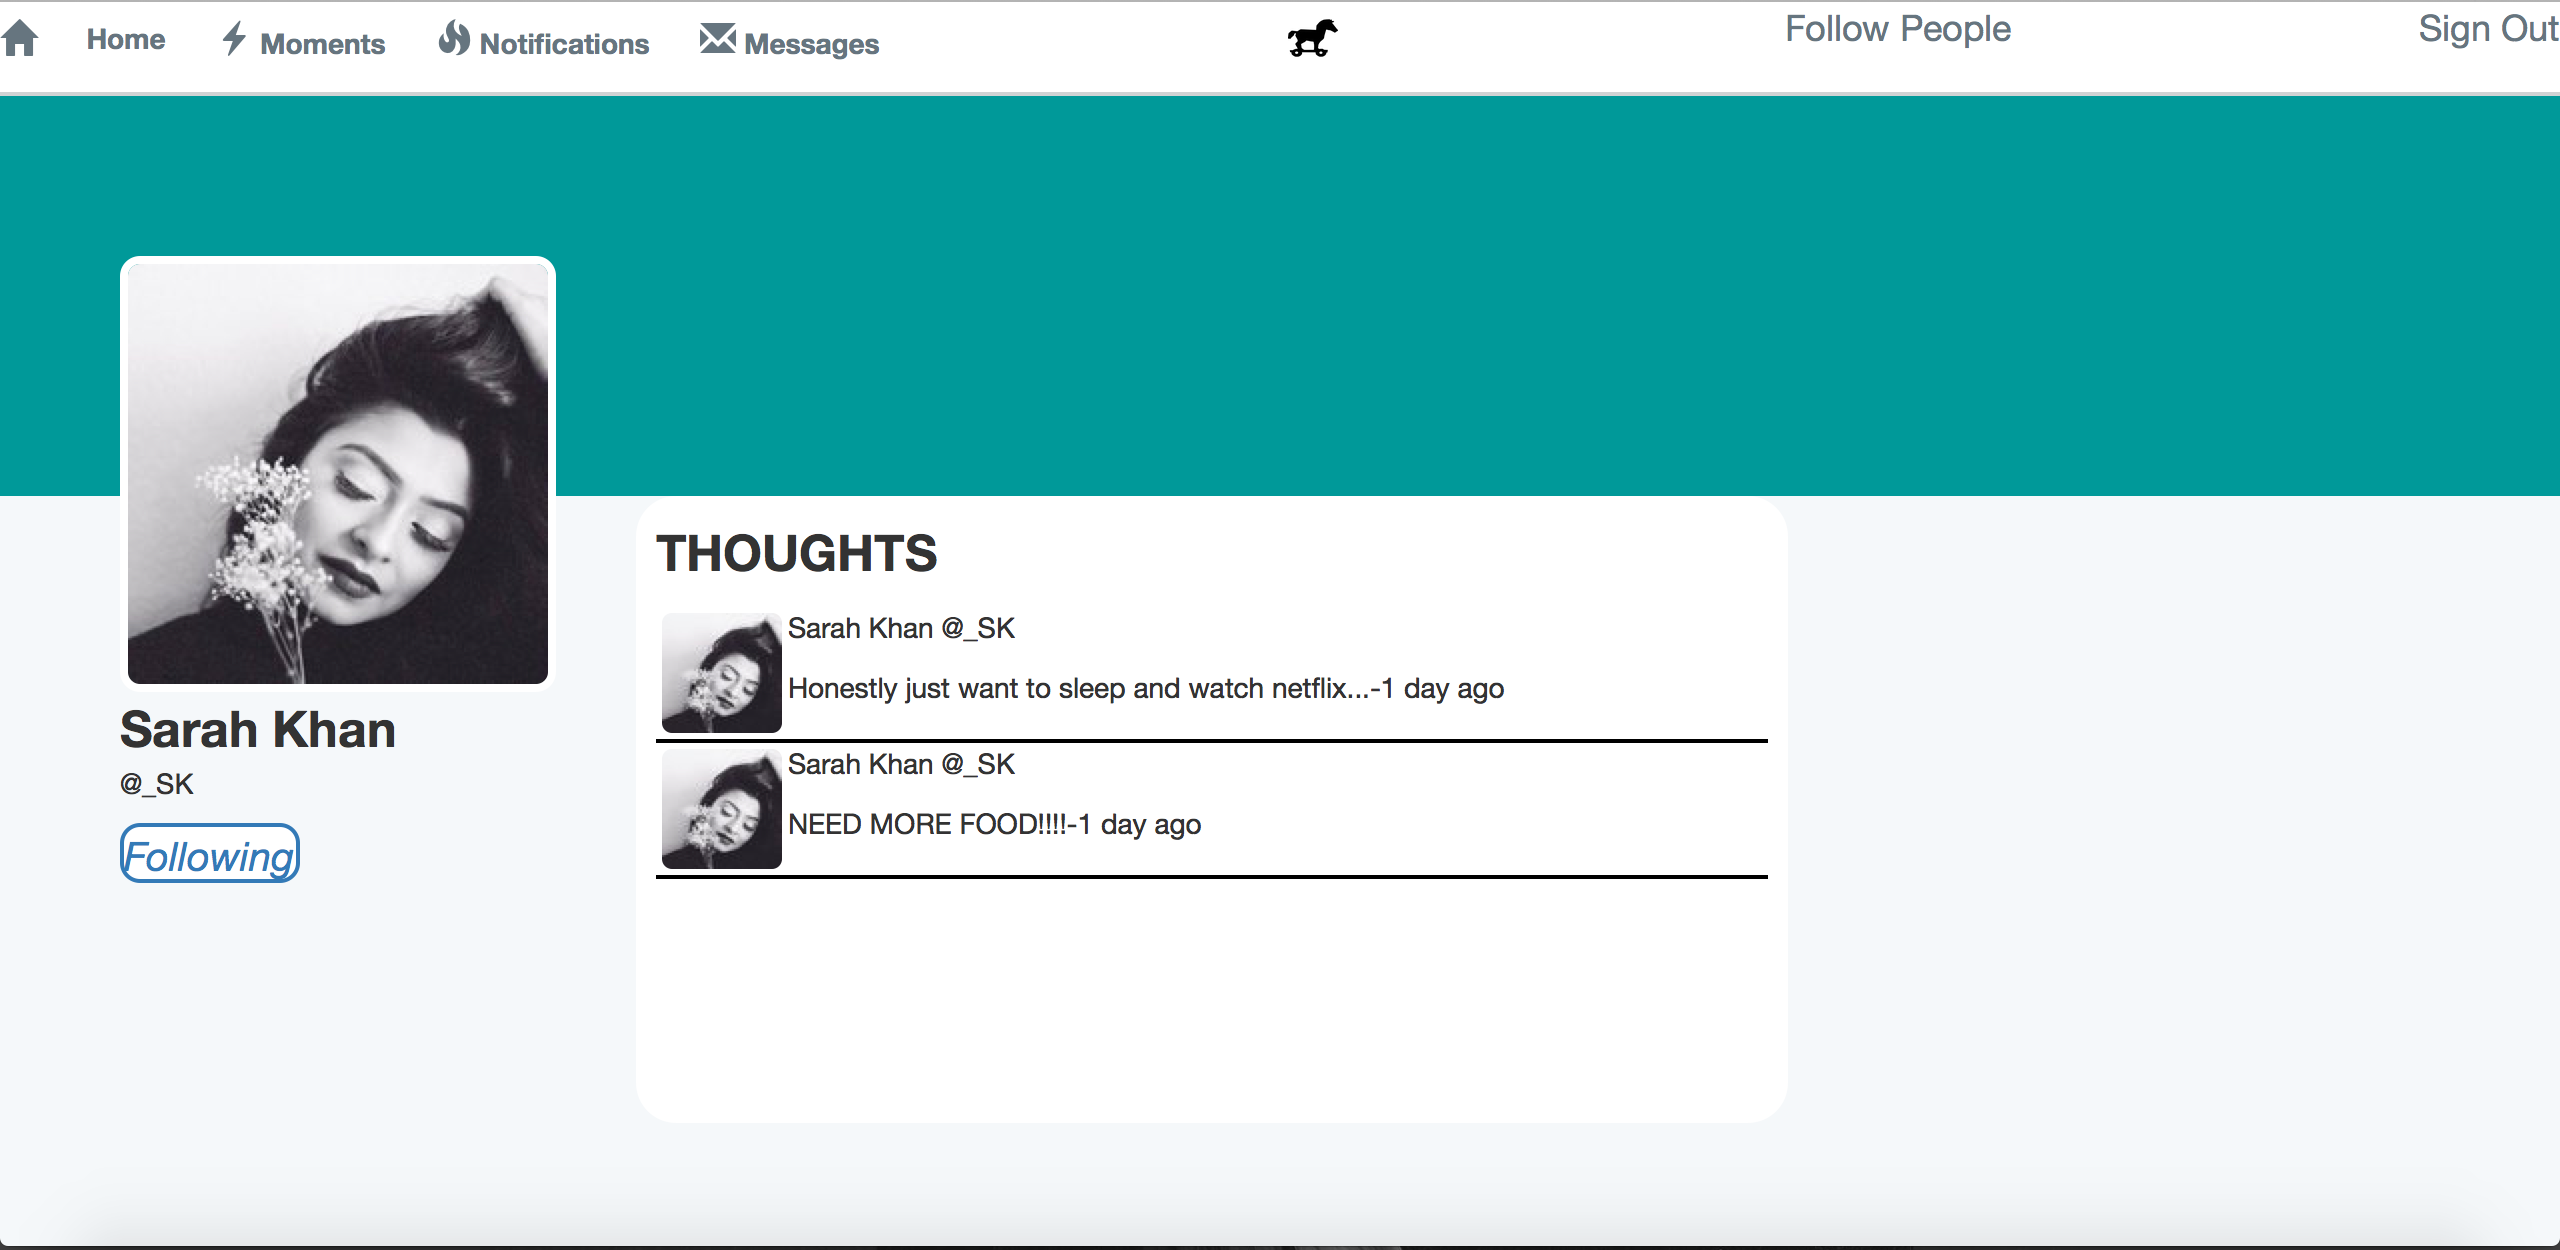 Home Moments Notifications Messages Follow People Sign Out
Sarah Khan
@_SK
Following
THOUGHTS
Sarah Khan @_SK
Honestly just want to sleep and watch netflix...-1 day ago
Sarah Khan @_SK
NEED MORE FOOD!!!!-1 day ago